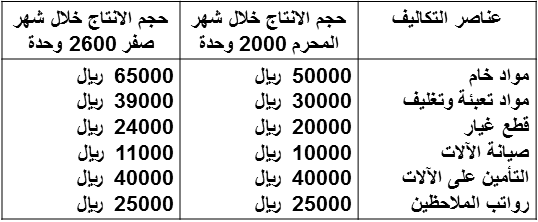 عناصر التكاليف	حجم الانتاج خلال شهر المحرم 2000 وحدة	حجم الانتاج خلال شهر صفر 2600 وحدة
مواد خام	50000 ريال	65000 ريال
مواد تعبئة وتغليف	30000 ريال	39000 ريال
قطع غيار	20000 ريال	24000 ريال
صيانة الآلات	10000 ريال	11000 ريال
التأمين على الآلات	40000 ريال	40000 ريال
رواتب الملاحظين	25000 ريال	25000 ريال